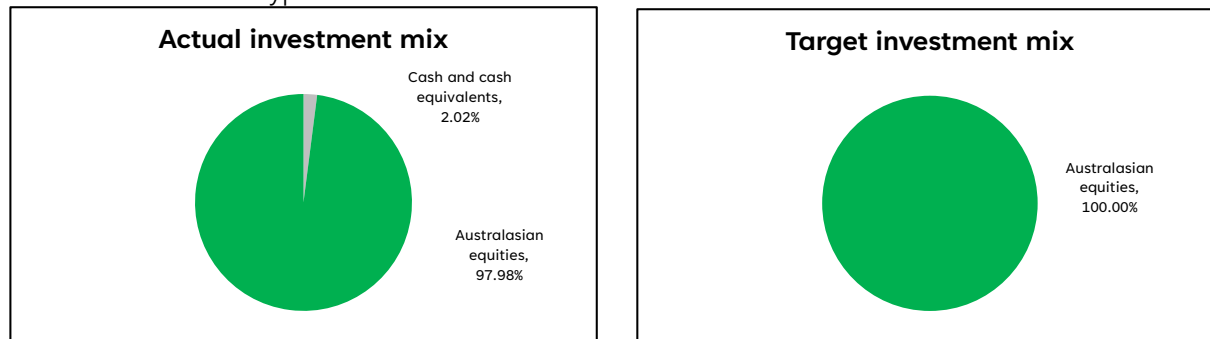 Actual investment mix
Cash and cash
equivalents,
2.02%
Australasian
equities,
97.98%
Target investment mix
Australasian
equities,
100.00%